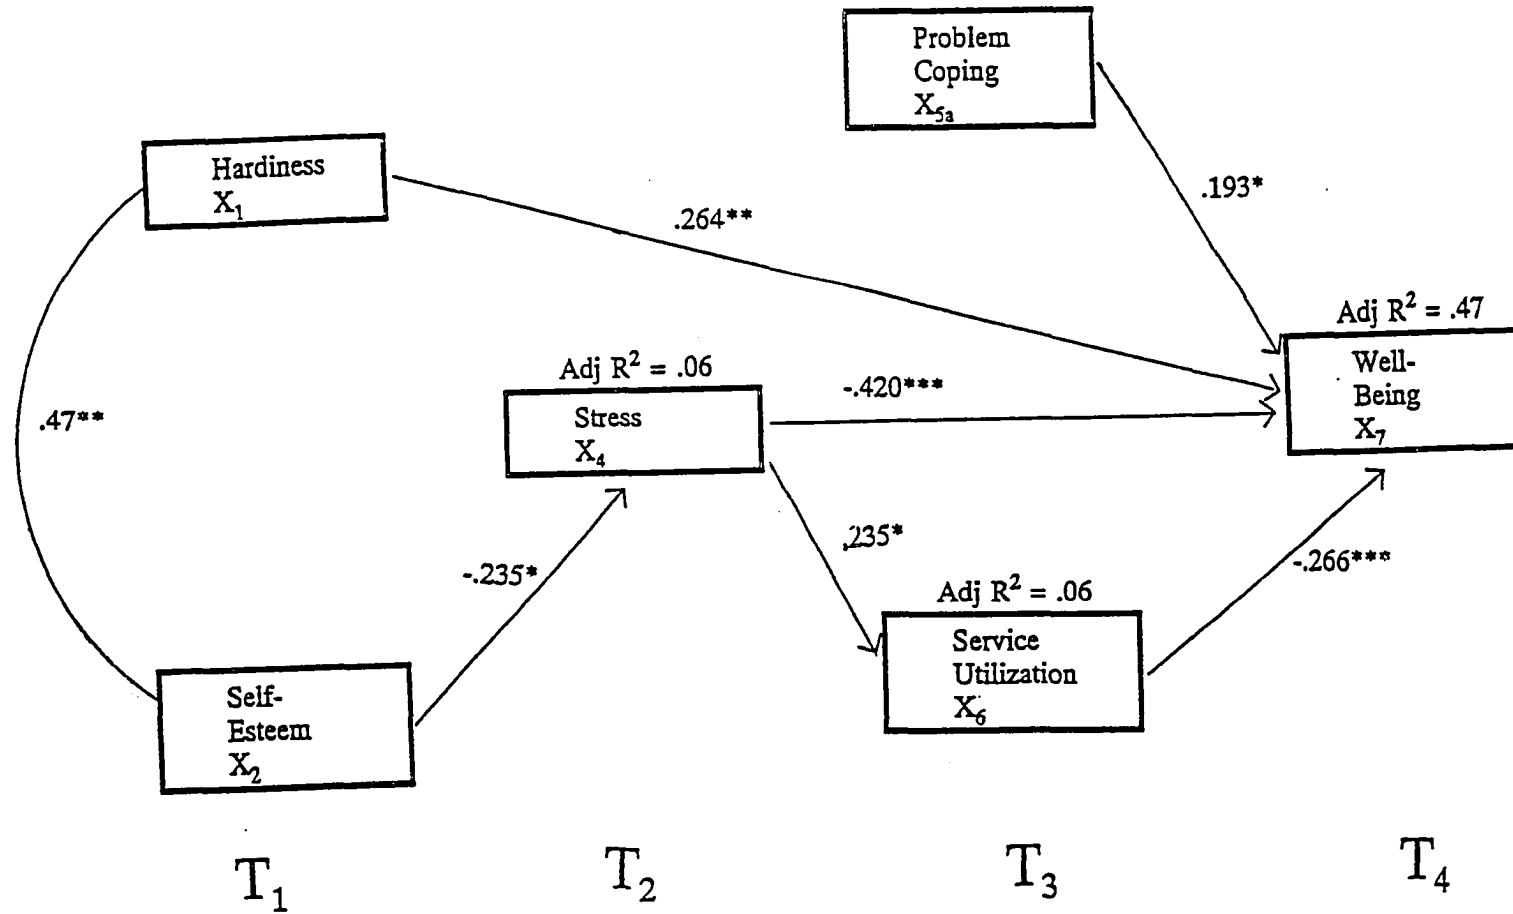 Problem
Coping
X5a
Hardiness
X1
.193*
.264**
Adj R2 = .47
Well-
Being
X7
Adj R2 = .06
Stress
X4
-.420***
.47**
.235*
-.235*
-.266***
Adj R2 = .06
Service
Utilization
X6
Self-
Esteem
X2
T1
T2
T3
T4